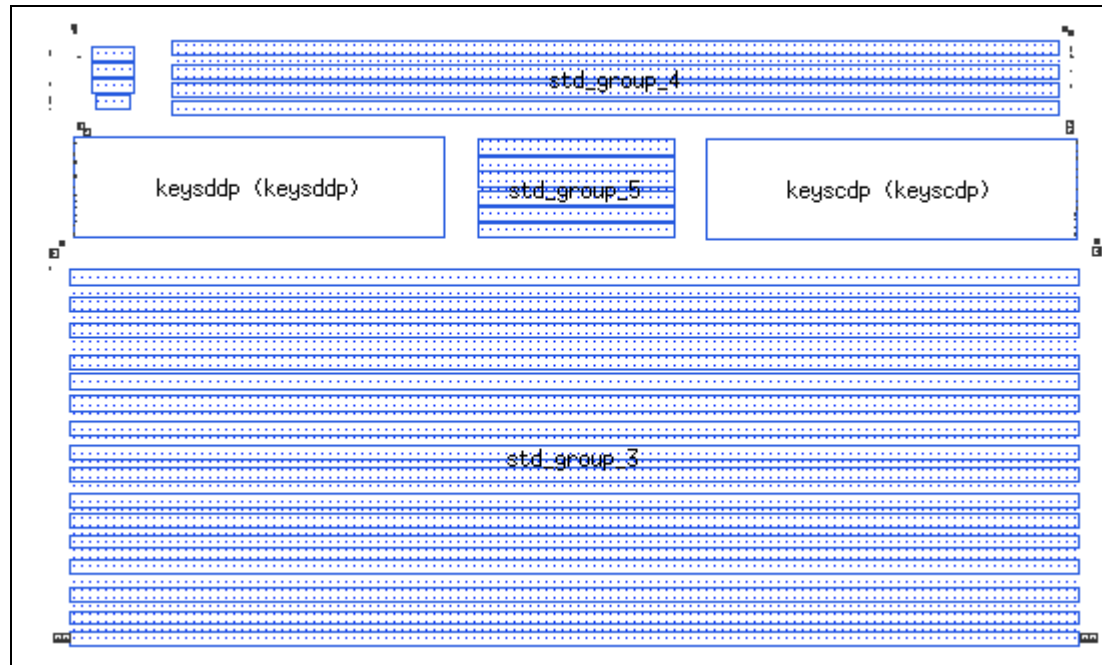 std_group_4
keysddp (keysddp)
std_group_5
keyscdp (keyscdp)
std_group_3